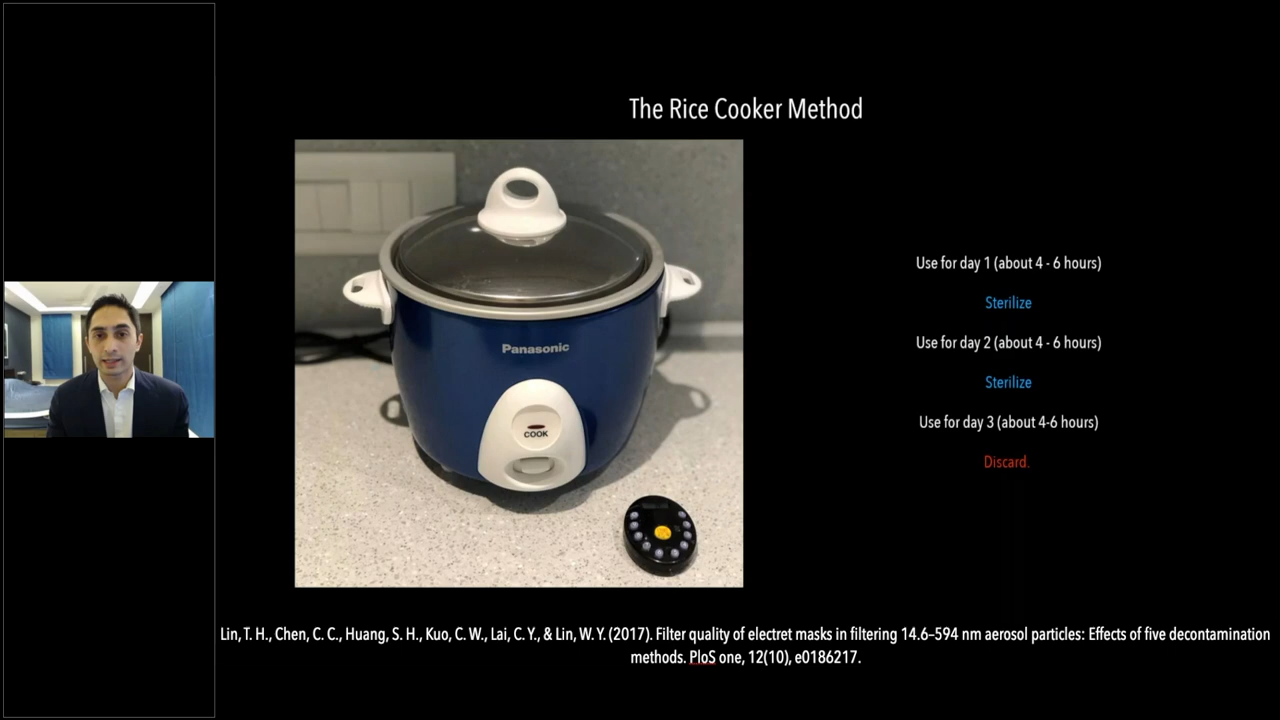 The Rice Cooker Method
Panasonic
COOK
Use for day 1 (about 4 - 6 hours)
Sterilize
Use for day 2 (about 4 - 6 hours)
Sterilize
Use for day 3 (about 4-6 hours)
Discard.
Lin, T. H., Chen, C. C., Huang, S. H., Kuo, C. W., Lai, C. Y., & Lin, W. Y. (2017). Filter quality of electret masks in filtering 14.6–594 nm aerosol particles: Effects of five decontamination
methods. PloS one, 12(10), e0186217.